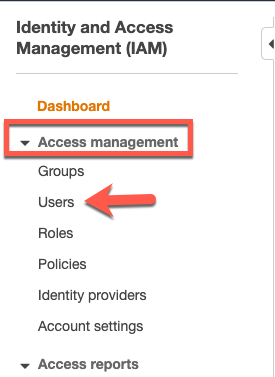 Identity and Access
Management (IAM)
Dashboard
Access management
Groups
Users
Roles
Policies
Identity providers
Account settings
Access reports